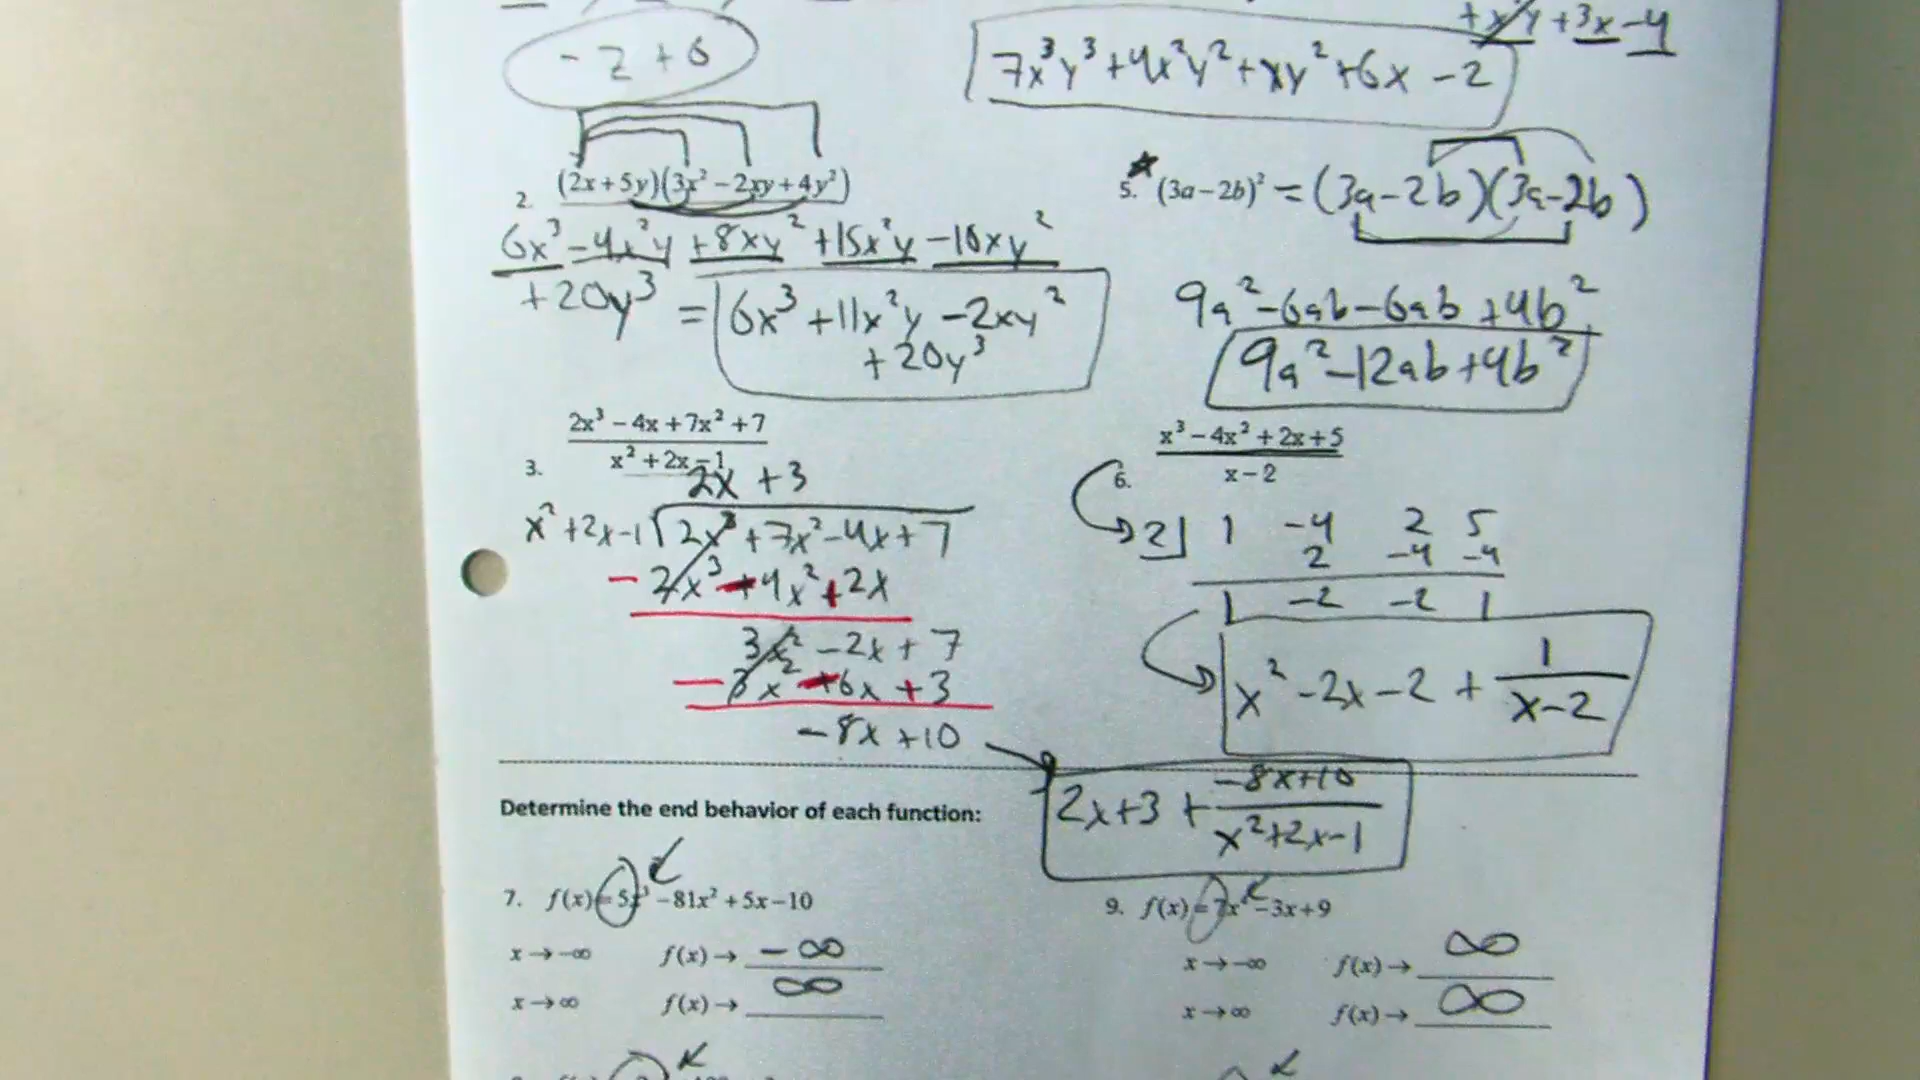 +xy+3x-4
-2+6
7x³y³+4x²y²+xy²+6x-2
2. (2x+5y)(3x²-2xy+4y²)
6x³-4x²y+8xy²+15x²y-10xy²
+20y³ = 6x³+11x²y-2xy²
+20y³
5. (3a-2b)² = (3a-2b)(3a-2b)
9a²-6ab-6ab+4b²
9a²-12ab+4b²
3. 2x³-4x+7x²+7
x²+2x-1
2x+3
x²+2x-1 2x³+7x²-4x+7
-2x³+4x²+2x
3x²-2x+7
-3x²+6x+3
-8x+10
2x+3+ -8x+10
x²+2x-1
6. x³-4x²+2x+5
x-2
2 1 -4 2 5
2 -4 -4
1 -2 -2 1
x²-2x-2+ 1
x-2
Determine the end behavior of each function:
7. f(x)=5x³-81x²+5x-10
x→-∞ f(x)→ -∞
x→∞ f(x)→ ∞
9. f(x)=7x -3x+9
x→-∞ f(x)→ ∞
x→∞ f(x)→ ∞